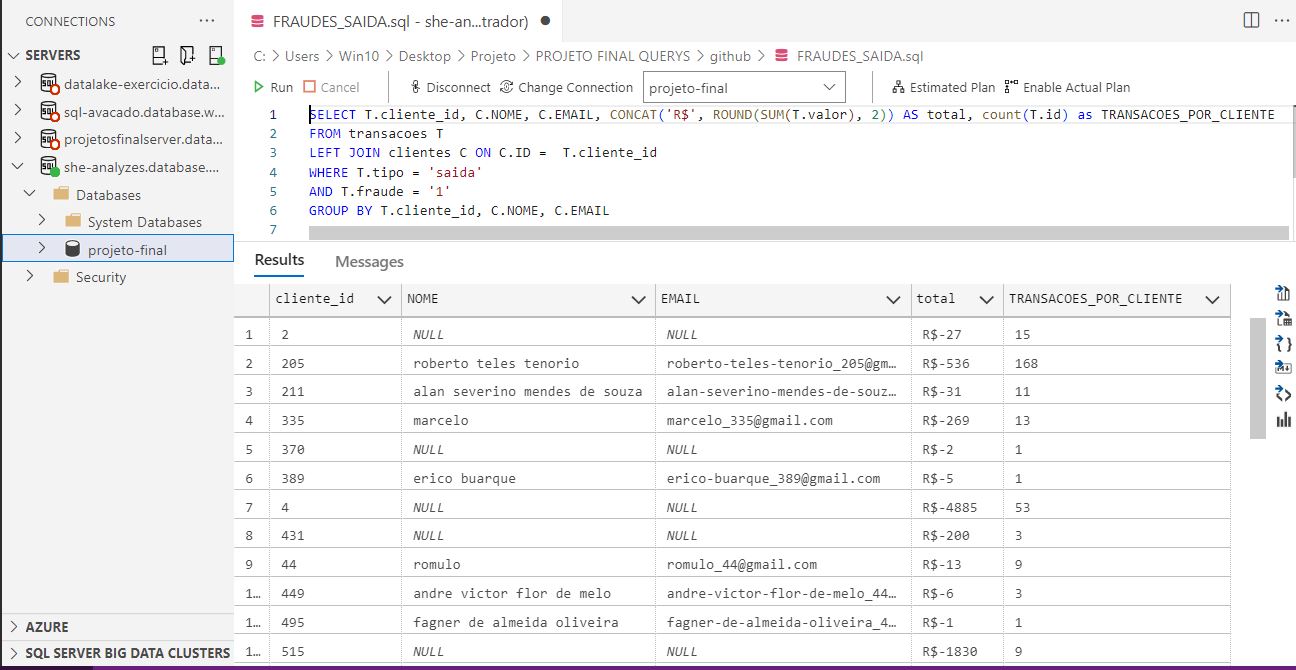 CONNECTIONS ...
FRAUDES_SAIDA.sql - she-an...trador)
SERVERS
datalake-exercicio.data...
sql-avacado.database.w...
projetosfinalserver.data...
she-analyzes.database....
Databases
System Databases
projeto-final
Security
AZURE
SQL SERVER BIG DATA CLUSTERS
C: > Users > Win10 > Desktop > Projeto > PROJETO FINAL QUERYS > github > FRAUDES_SAIDA.sql
Run Cancel Disconnect Change Connection projeto-final Estimated Plan Enable Actual Plan
1 SELECT T.cliente_id, C.NOME, C.EMAIL, CONCAT('R$', ROUND(SUM(T.valor), 2)) AS total, count(T.id) as TRANSACOES_POR_CLIENTE
2 FROM transacoes T
3 LEFT JOIN clientes C ON C.ID =  T.cliente_id
4 WHERE T.tipo = 'saida'
5 AND T.fraude = '1'
6 GROUP BY T.cliente_id, C.NOME, C.EMAIL
7
Results Messages
cliente_id NOME EMAIL total TRANSACOES_POR_CLIENTE
1 2 NULL NULL R$-27 15
2 205 roberto teles tenorio roberto-teles-tenorio_205@gm… R$-536 168
3 211 alan severino mendes de souza alan-severino-mendes-de-souz… R$-31 11
4 335 marcelo marcelo_335@gmail.com R$-269 13
5 370 NULL NULL R$-2 1
6 389 erico buarque erico-buarque_389@gmail.com R$-5 1
7 4 NULL NULL R$-4885 53
8 431 NULL NULL R$-200 3
9 44 romulo romulo_44@gmail.com R$-13 9
1… 449 andre victor flor de melo andre-victor-flor-de-melo_44… R$-6 3
1… 495 fagner de almeida oliveira fagner-de-almeida-oliveira_4… R$-1 1
1… 515 NULL NULL R$-1830 9